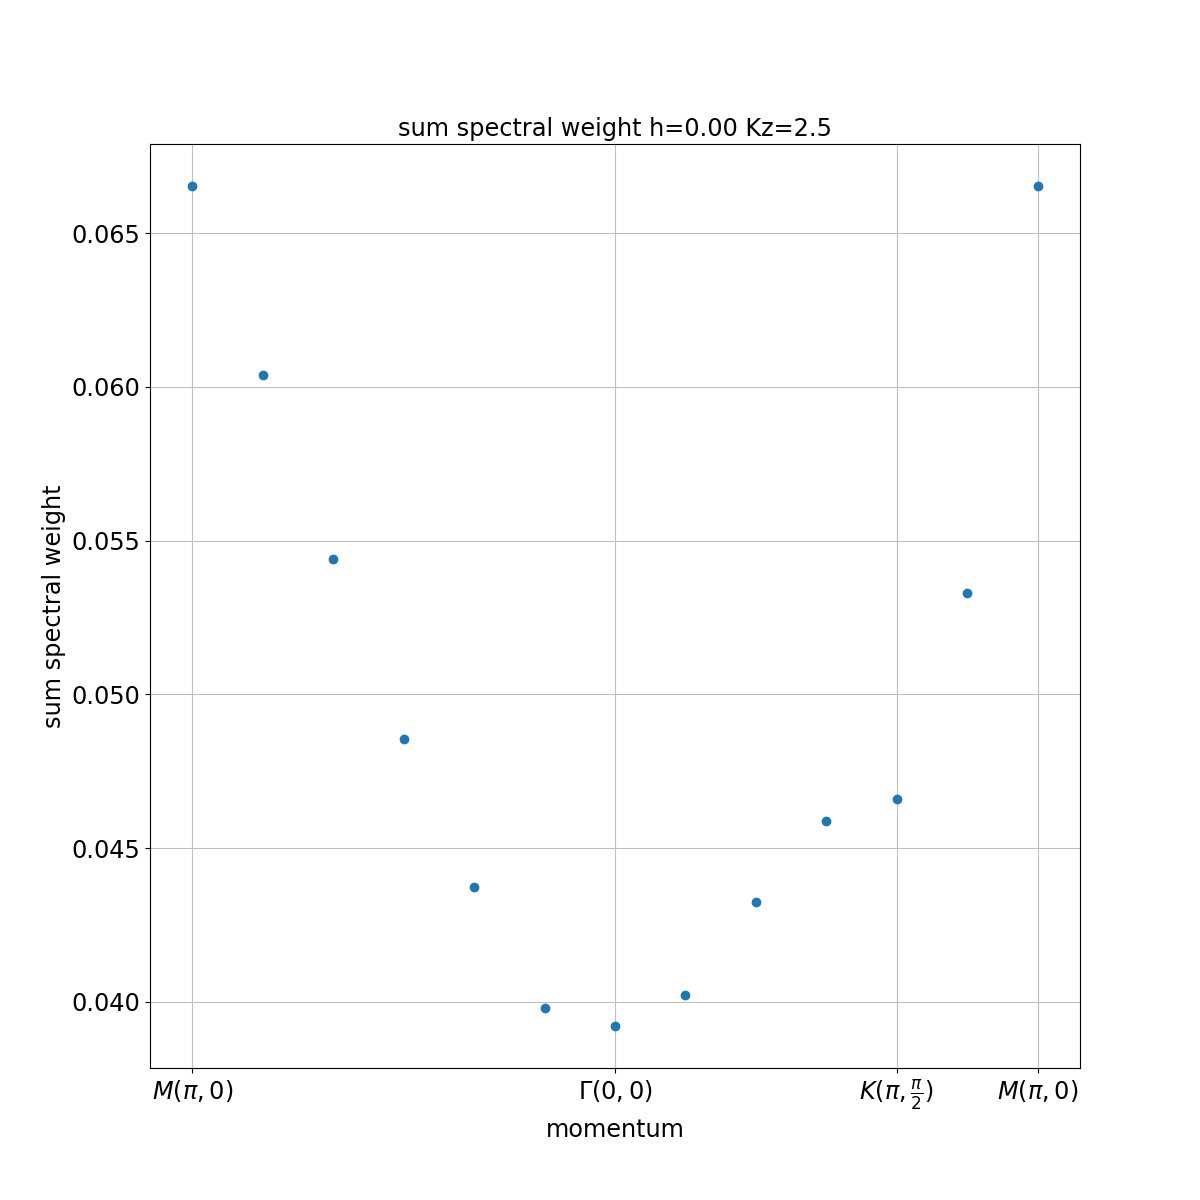 sum spectral weight h=0.00 Kz=2.5
sum spectral weight
0.065
0.060
0.055
0.050
0.045
0.040
M(π, 0)
Γ(0, 0)
K(π, π/2)
M(π, 0)
momentum